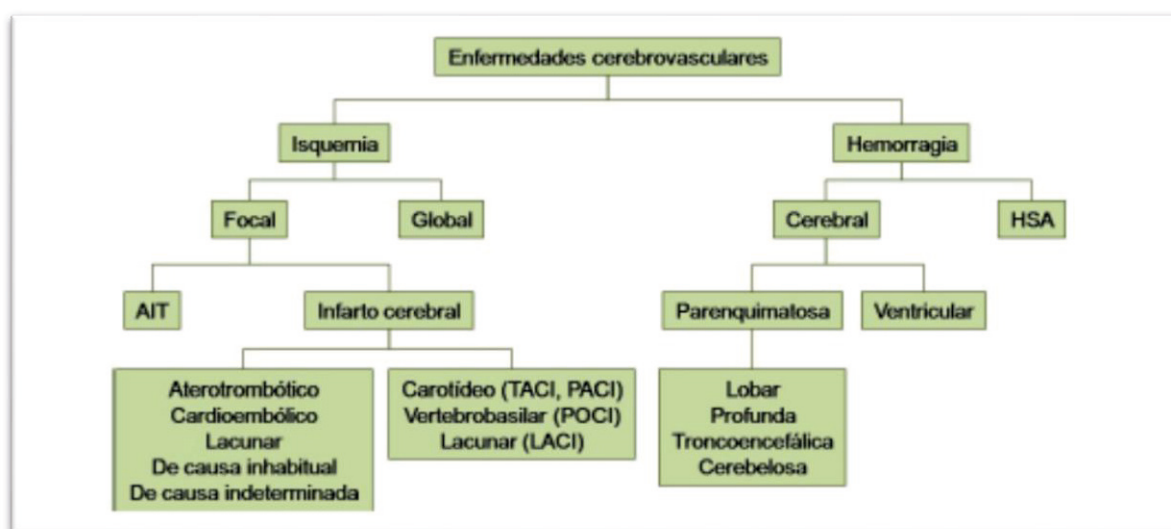 Enfermedades cerebrovasculares
Isquemia
Hemorragia
Focal
Global
Cerebral
HSA
AIT
Infarto cerebral
Parenquimatosa
Ventricular
Aterotrombótico
Cardioembólico
Lacunar
De causa inhabitual
De causa indeterminada
Carotídeo (TACI, PACI)
Vertebrobasilar (POCI)
Lacunar (LACI)
Lobar
Profunda
Troncoencefálica
Cerebelosa